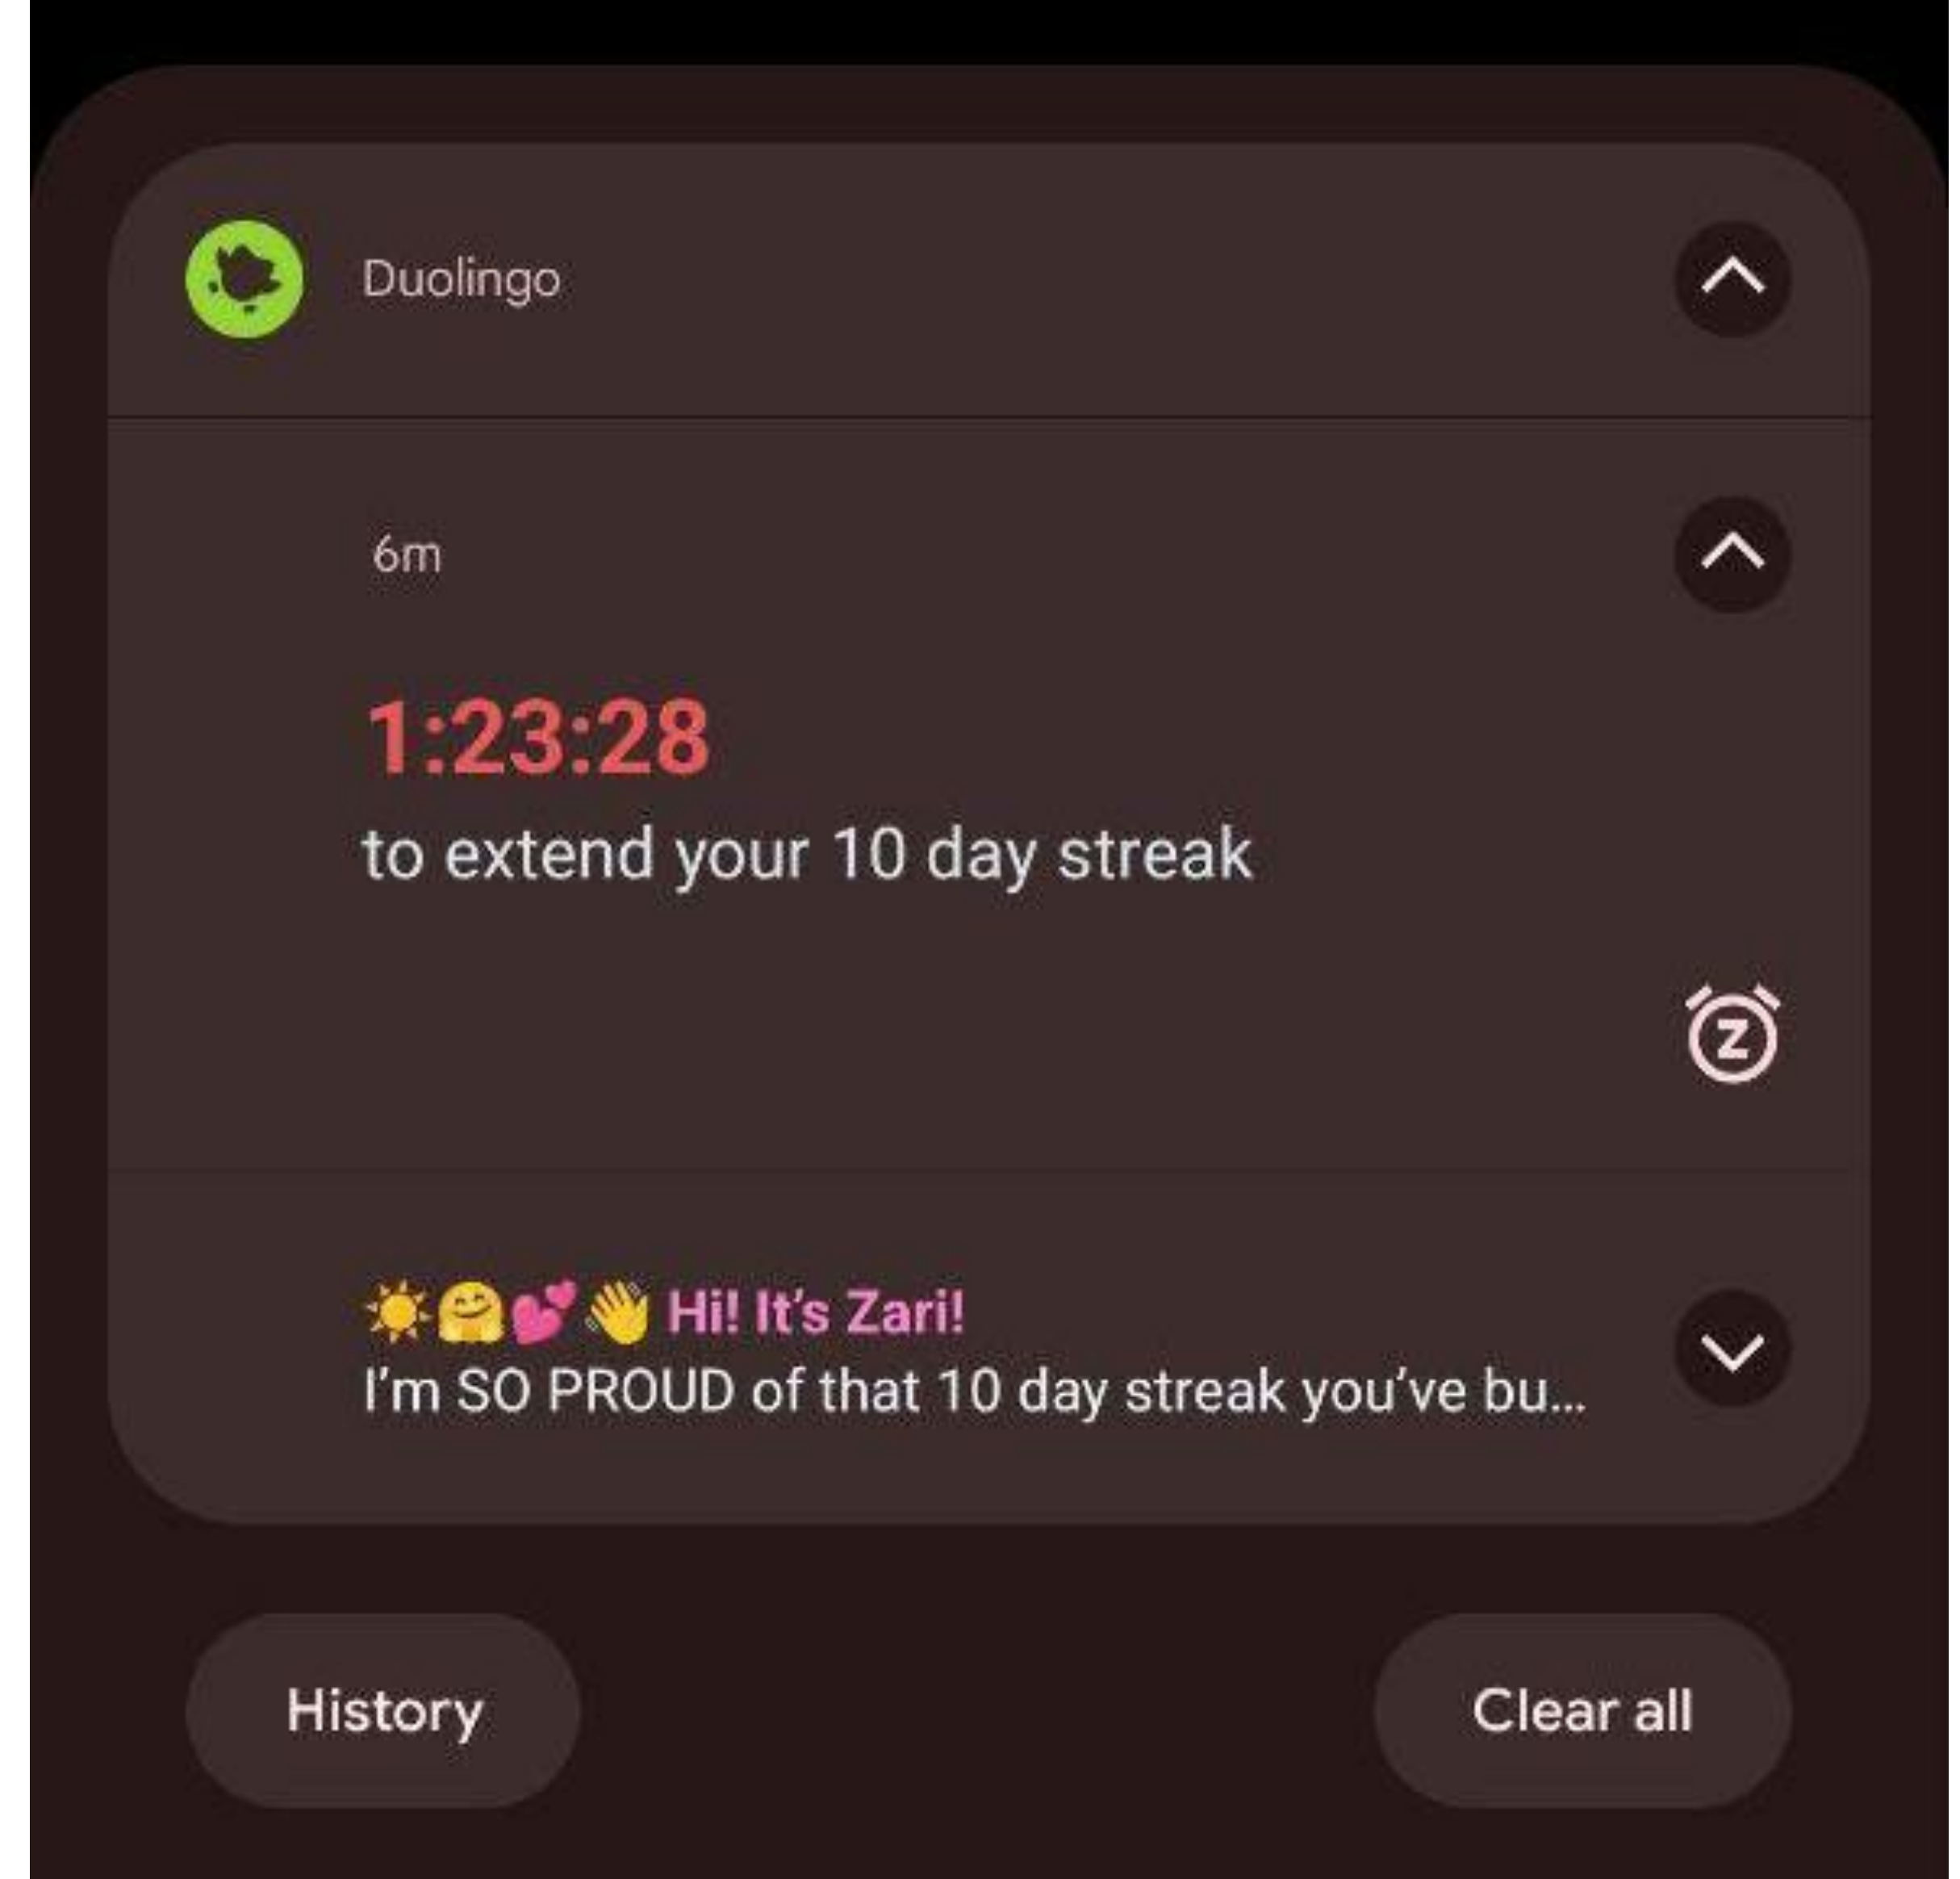 Duolingo
6m
1:23:28
to extend your 10 day streak
☀️🤗💕👋 Hi! It’s Zari!
I’m SO PROUD of that 10 day streak you’ve bu...
History
Clear all